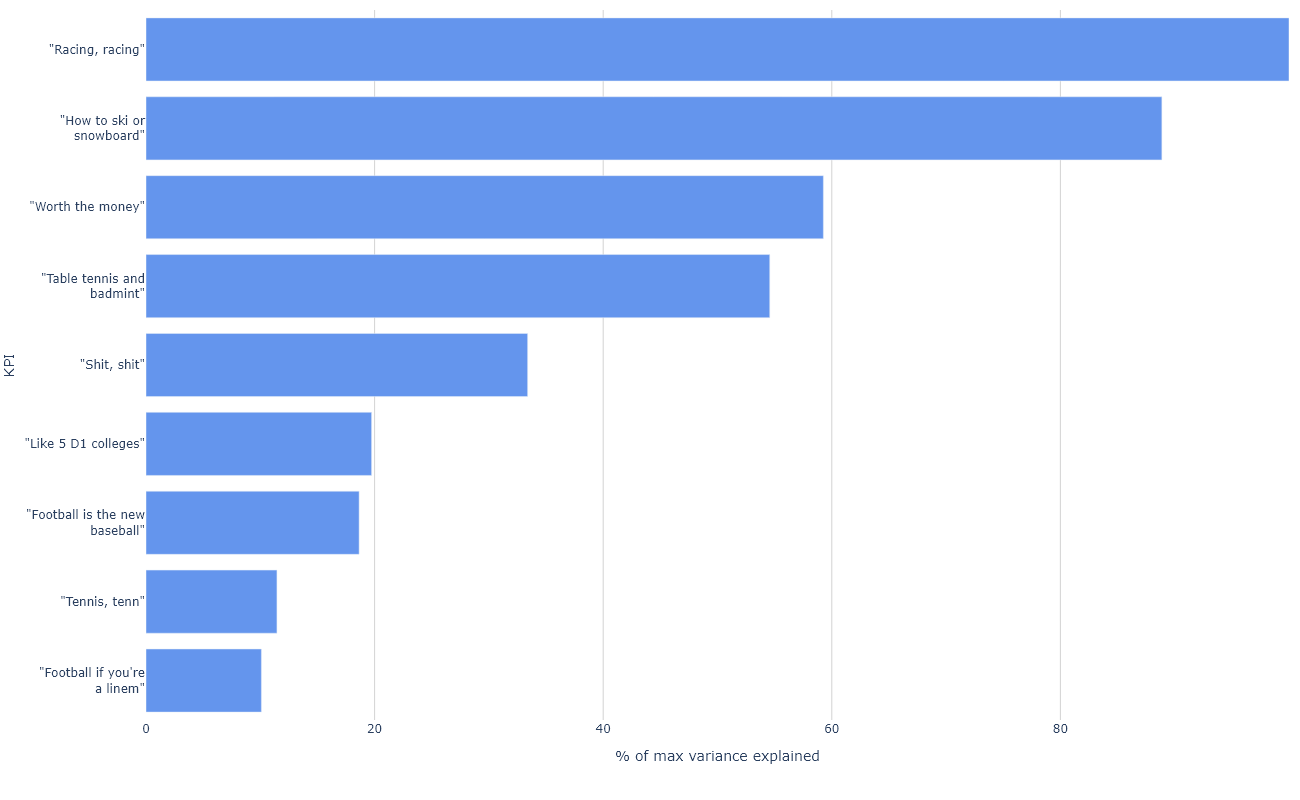 "Racing, racing"
"How to ski or
snowboard"
"Worth the money"
"Table tennis and
badmint"
"Shit, shit"
"Like 5 D1 colleges"
"Football is the new
baseball"
"Tennis, tenn"
"Football if you're
a linem"
KPI
0 20 40 60 80
% of max variance explained